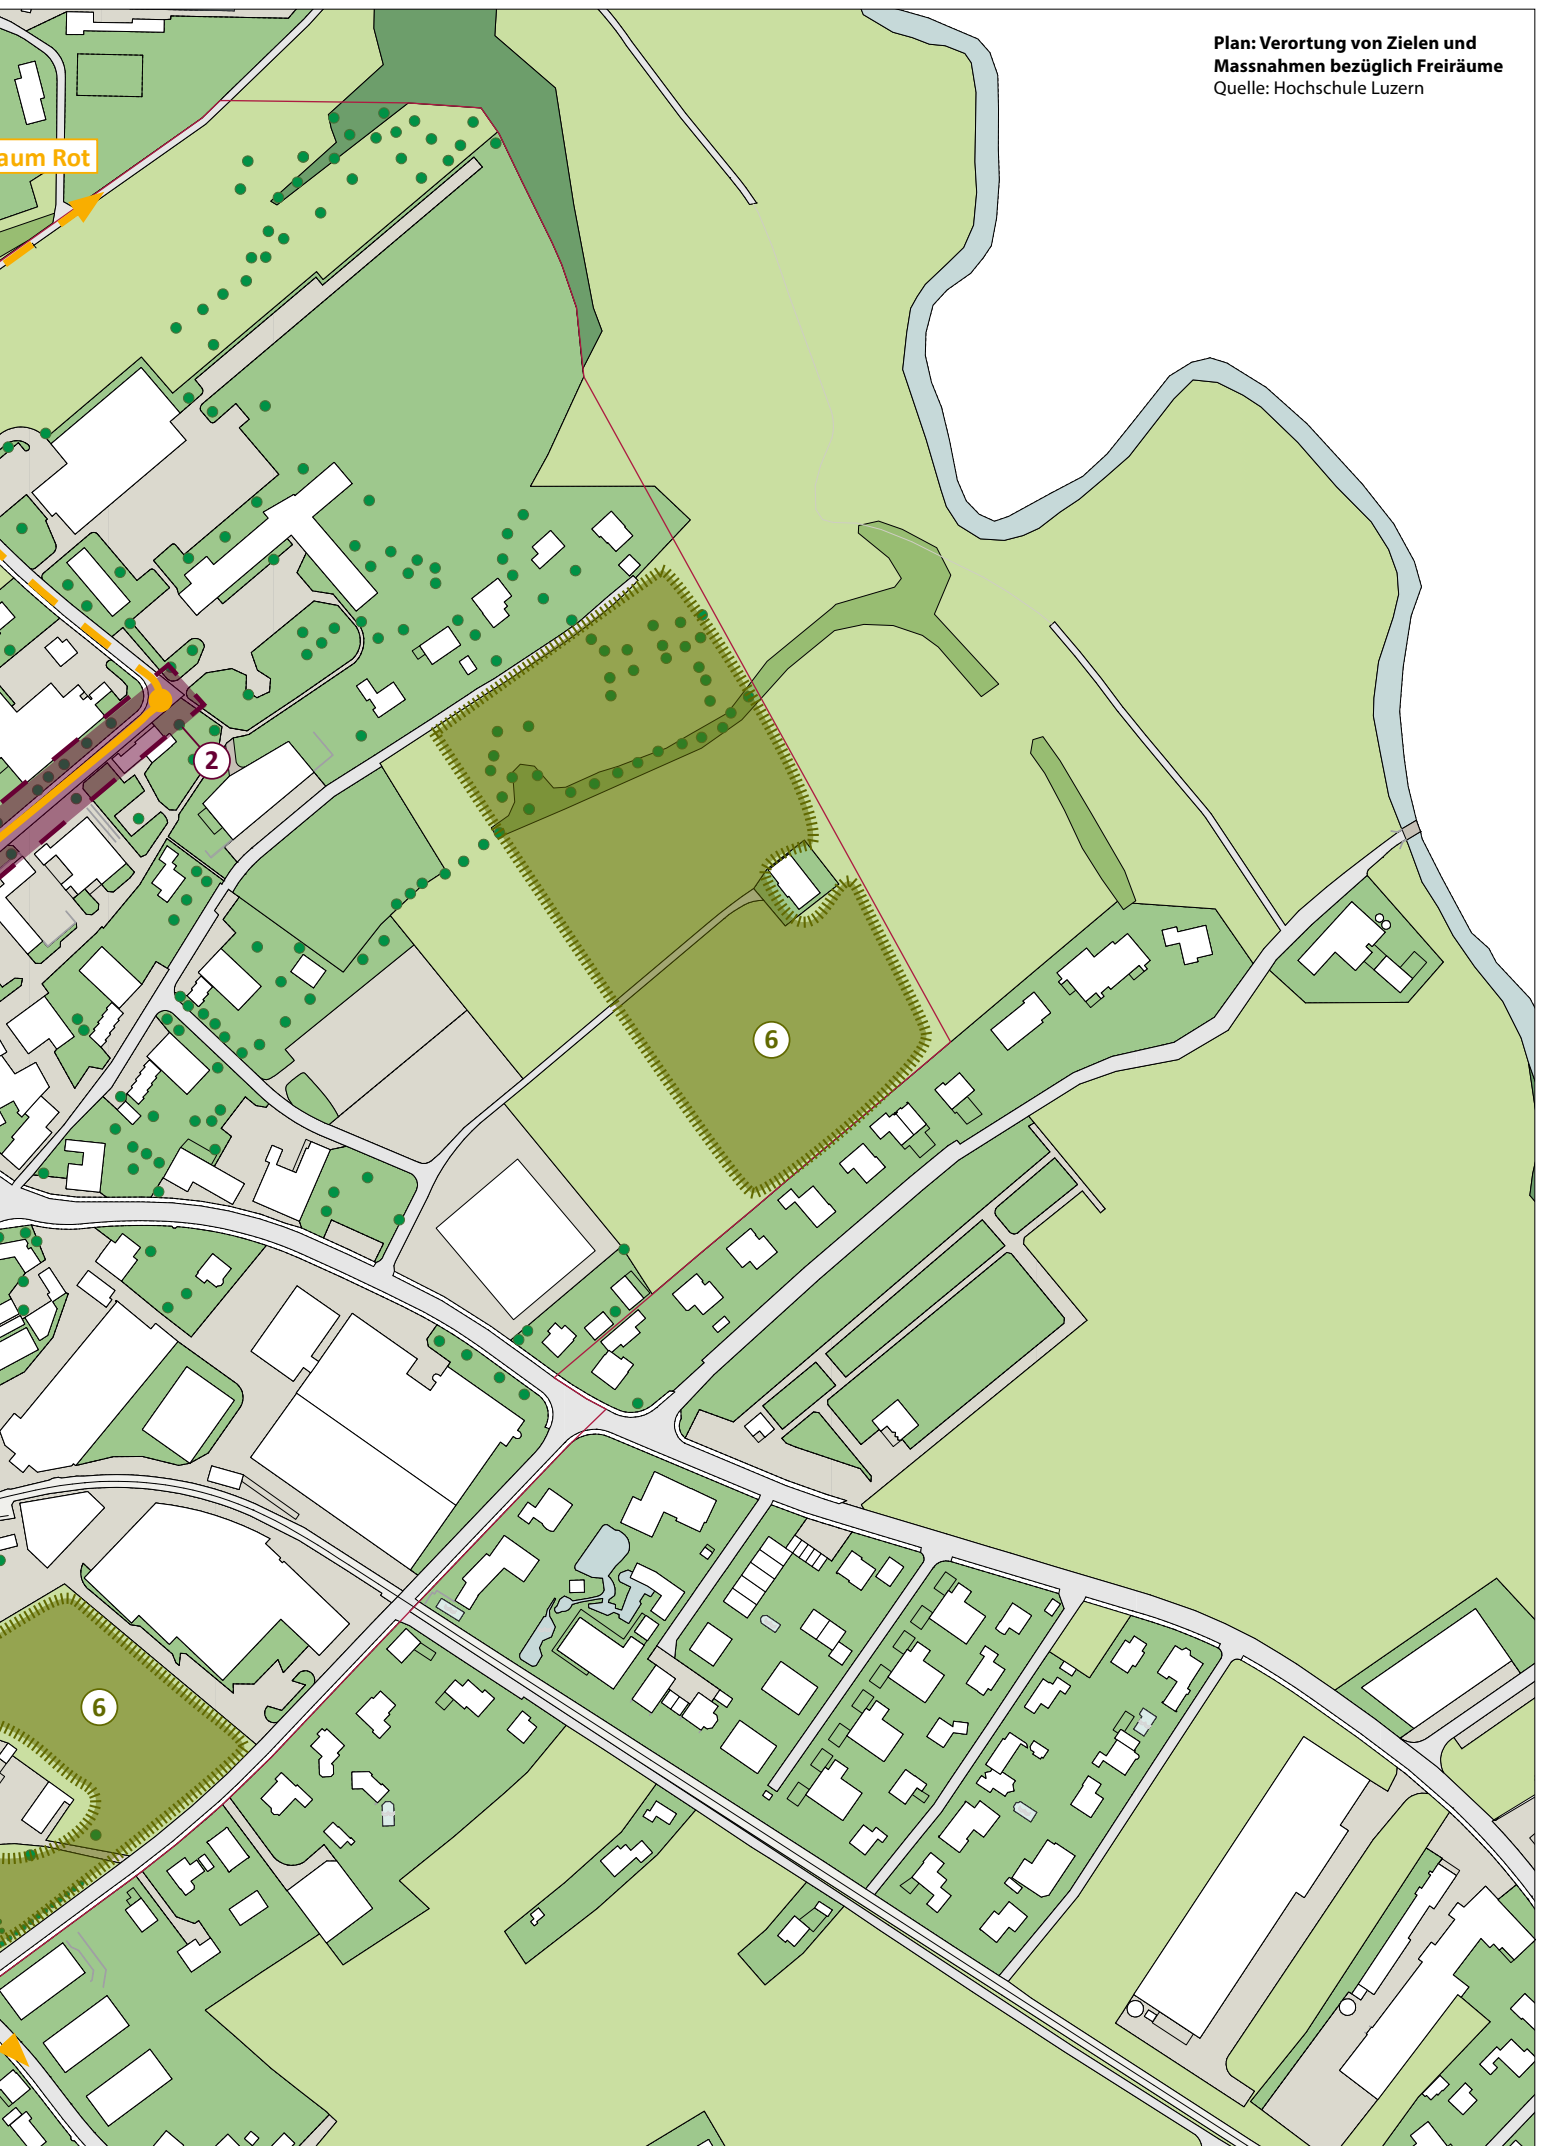 Plan: Verortung von Zielen und
Massnahmen bezüglich Freiräume
Quelle: Hochschule Luzern
aum Rot
2
6
6